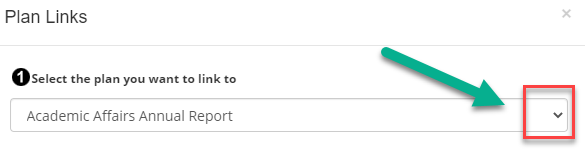 Plan Links
×
1 Select the plan you want to link to
Academic Affairs Annual Report